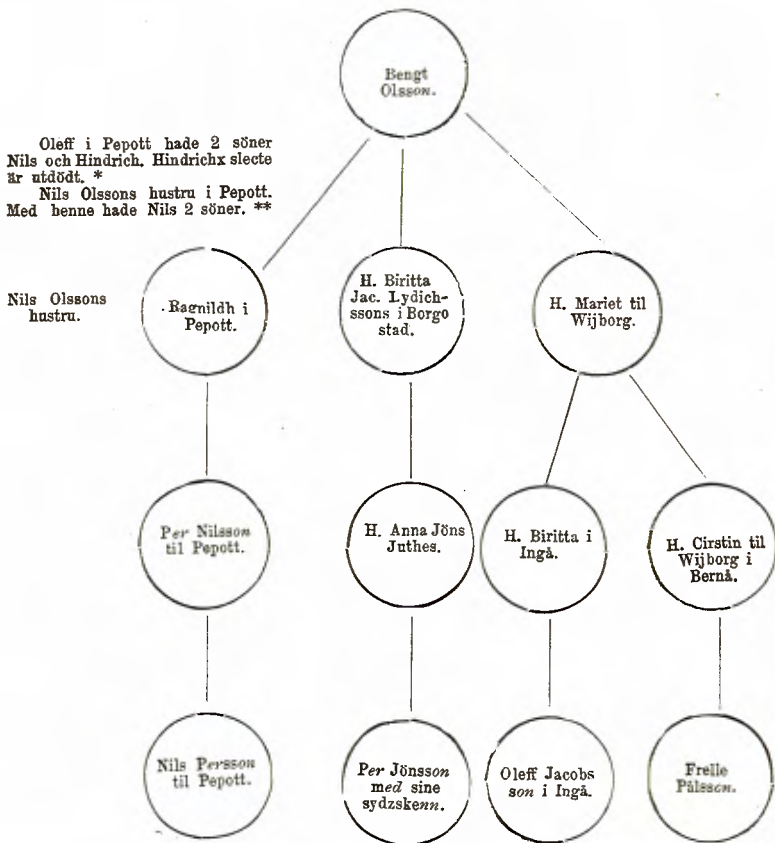 Bengt
Olsson.
Oleff i Pepott hade 2 söner
Nils och Hindrich. Hindrichx slecte
är utdödt. *
Nils Olssons hustru i Pepott.
Med henne hade Nils 2 söner. **
Nils Olssons
hustru.
Ragnildh i
Pepott.
H. Biritta
Jac. Lydich-
ssons i Borgo
stad.
H. Mariet til
Wijborg.
Per Nilsson
til Pepott.
H. Anna Jöns
Juthes.
H. Biritta i
Ingå.
H. Cirstin til
Wijborg i
Bernå.
Nils Persson
til Pepott.
Per Jönsson
med sine
sydzskenn.
Oleff Jacobs
son i Ingå.
Frelle
Pålsson.